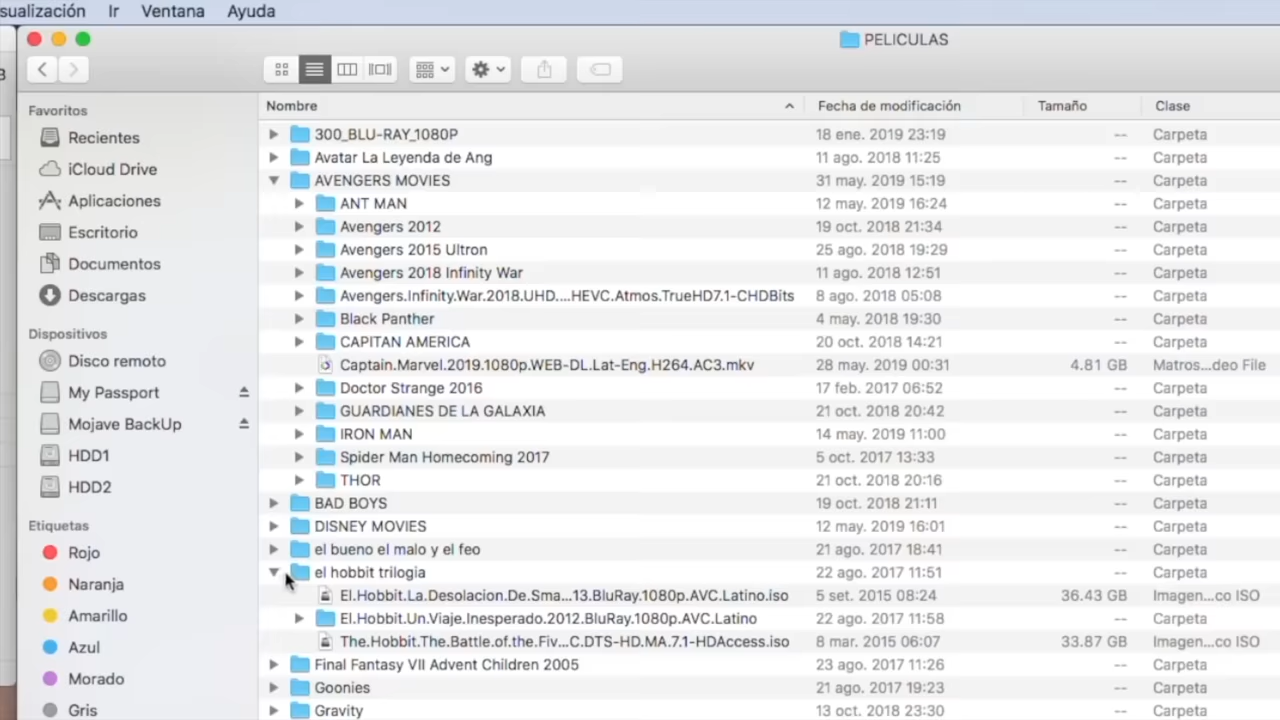 sualización Ir Ventana Ayuda
PELICULAS
Nombre Fecha de modificación Tamaño Clase
Favoritos
Recientes
iCloud Drive
Aplicaciones
Escritorio
Documentos
Descargas
Dispositivos
Disco remoto
My Passport
Mojave BackUp
HDD1
HDD2
Etiquetas
Rojo
Naranja
Amarillo
Azul
Morado
Gris
300_BLU-RAY_1080P 18 ene. 2019 23:19 -- Carpeta
Avatar La Leyenda de Ang 11 ago. 2018 11:25 -- Carpeta
AVENGERS MOVIES 31 may. 2019 15:19 -- Carpeta
ANT MAN 12 may. 2019 16:24 -- Carpeta
Avengers 2012 19 oct. 2018 21:34 -- Carpeta
Avengers 2015 Ultron 25 ago. 2018 19:29 -- Carpeta
Avengers 2018 Infinity War 11 ago. 2018 12:51 -- Carpeta
Avengers.Infinity.War.2018.UHD....HEVC.Atmos.TrueHD7.1-CHDBits 8 ago. 2018 05:08 -- Carpeta
Black Panther 4 may. 2018 19:30 -- Carpeta
CAPITAN AMERICA 20 oct. 2018 14:21 -- Carpeta
Captain.Marvel.2019.1080p.WEB-DL.Lat-Eng.H264.AC3.mkv 28 may. 2019 00:31 4.81 GB Matros...deo File
Doctor Strange 2016 17 feb. 2017 06:52 -- Carpeta
GUARDIANES DE LA GALAXIA 21 oct. 2018 20:42 -- Carpeta
IRON MAN 14 may. 2019 11:00 -- Carpeta
Spider Man Homecoming 2017 5 oct. 2017 13:33 -- Carpeta
THOR 21 oct. 2018 20:16 -- Carpeta
BAD BOYS 19 oct. 2018 21:11 -- Carpeta
DISNEY MOVIES 12 may. 2019 16:01 -- Carpeta
el bueno el malo y el feo 21 ago. 2017 18:41 -- Carpeta
el hobbit trilogia 22 ago. 2017 11:51 -- Carpeta
El.Hobbit.La.Desolacion.De.Sma...13.BluRay.1080p.AVC.Latino.iso 5 set. 2015 08:24 36.43 GB Imagen...co ISO
El.Hobbit.Un.Viaje.Inesperado.2012.BluRay.1080p.AVC.Latino 22 ago. 2017 11:58 -- Carpeta
The.Hobbit.The.Battle.of.the.Fiv...C.DTS-HD.MA.7.1-HDAccess.iso 8 mar. 2015 06:07 33.87 GB Imagen...co ISO
Final Fantasy VII Advent Children 2005 23 ago. 2017 11:26 -- Carpeta
Goonies 21 ago. 2017 19:23 -- Carpeta
Gravity 13 oct. 2018 23:30 -- Carpeta